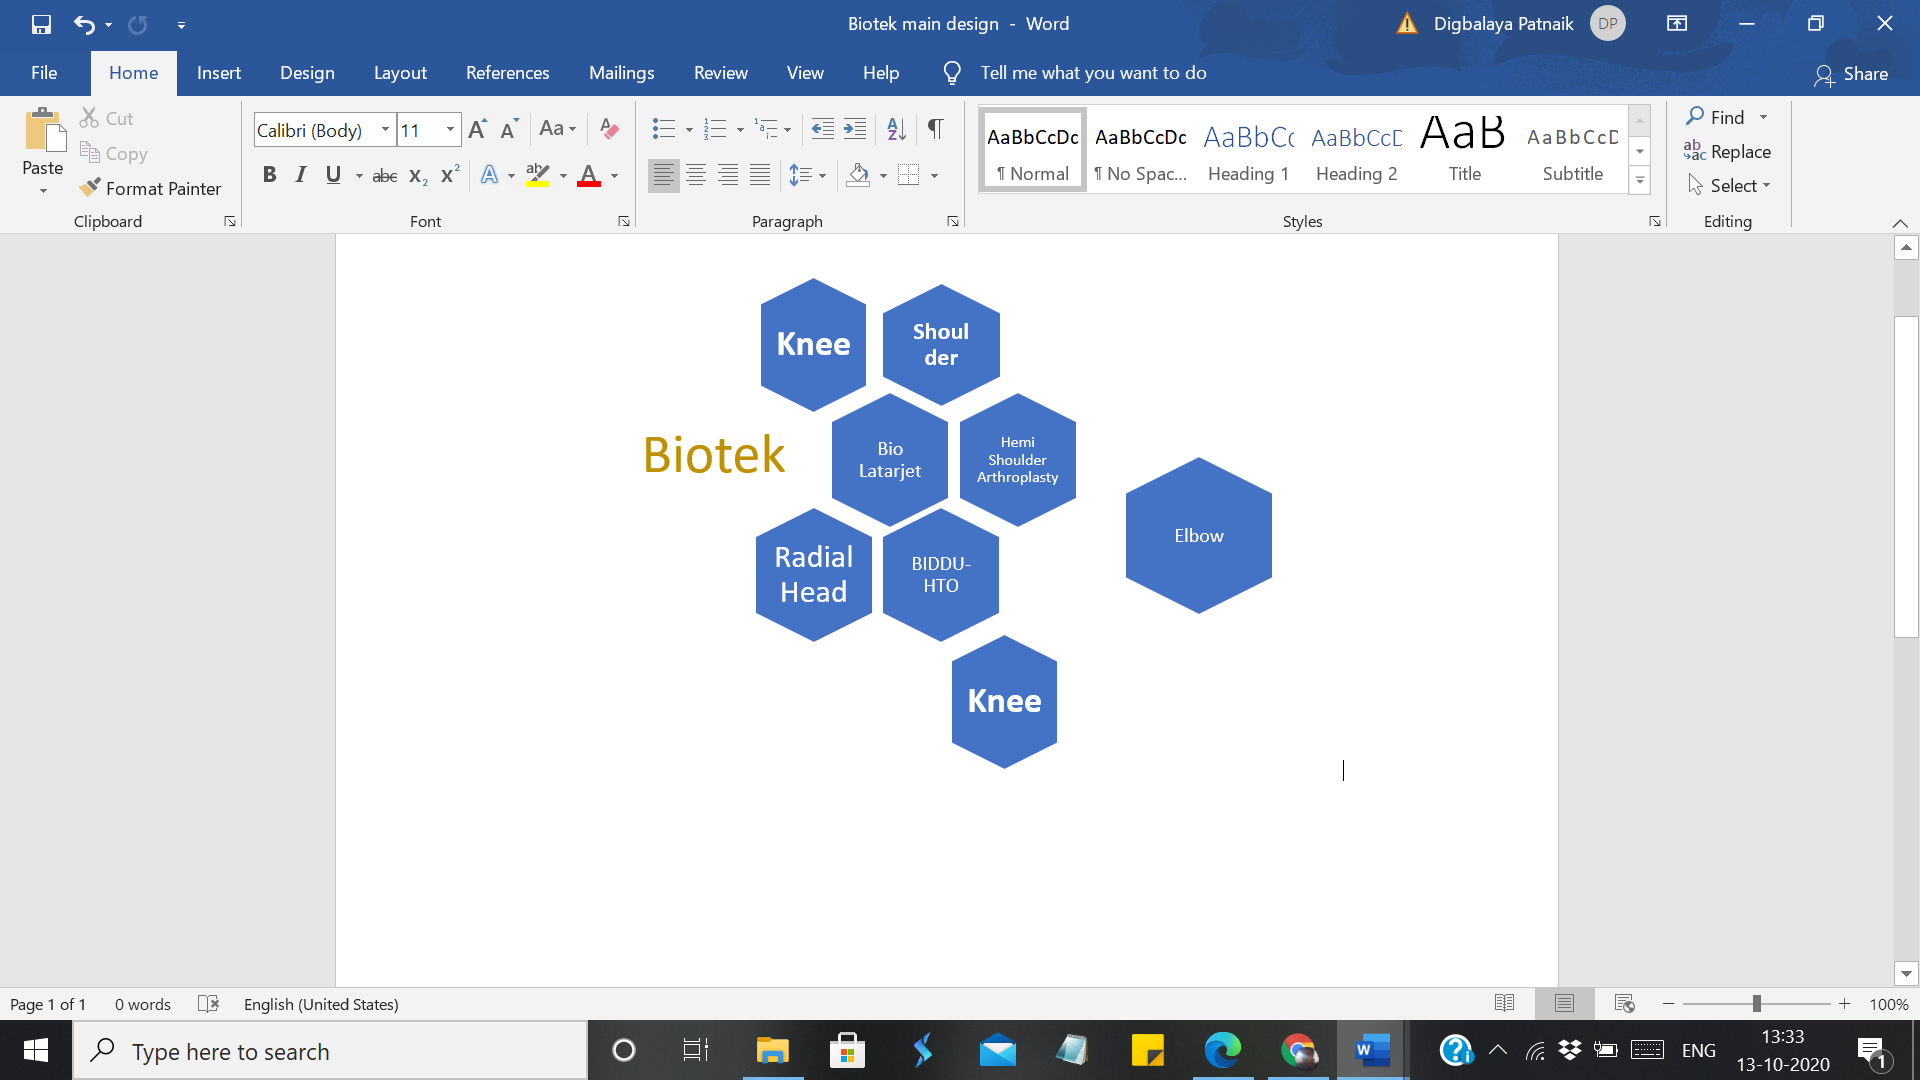 Biotek main design - Word
Digbalaya Patnaik
DP
File
Home
Insert
Design
Layout
References
Mailings
Review
View
Help
Tell me what you want to do
Share
Paste
Cut
Copy
Format Painter
Clipboard
Calibri (Body)
11
Font
Paragraph
AaBbCcDc
¶ Normal
AaBbCcDc
¶ No Spac...
AaBbCc
Heading 1
AaBbCcD
Heading 2
AaB
Title
AaBbCcD
Subtitle
Styles
Find
Replace
Select
Editing
Knee
Shoul
der
Biotek
Bio
Latarjet
Hemi
Shoulder
Arthroplasty
Elbow
Radial
Head
BIDDU-
HTO
Knee
Page 1 of 1
0 words
English (United States)
100%
Type here to search
ENG
13:33
13-10-2020
1